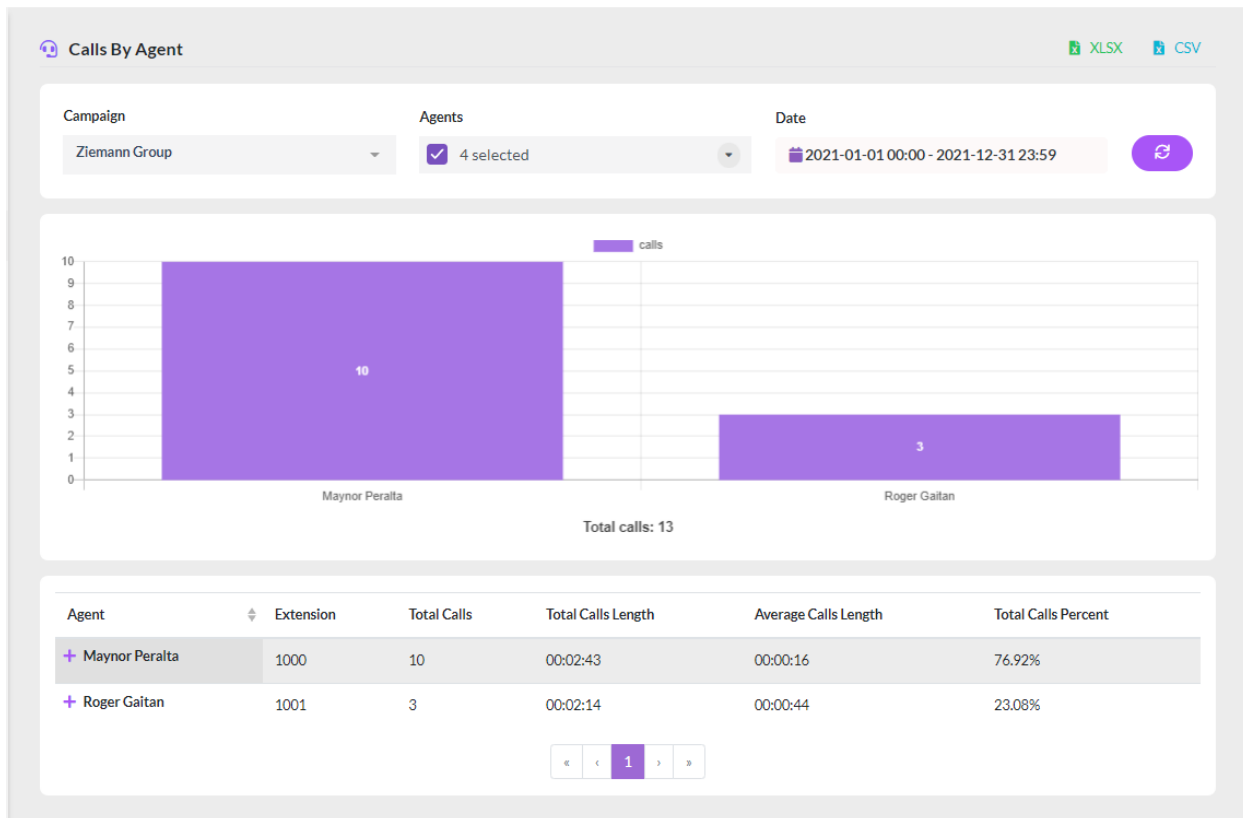 Calls By Agent
XLSX
CSV
Campaign
Agents
Date
Ziemann Group
4 selected
2021-01-01 00:00 - 2021-12-31 23:59
calls
10
9
8
7
6
5
4
3
2
1
0
10
3
Maynor Peralta
Roger Gaitan
Total calls: 13
Agent Extension Total Calls Total Calls Length Average Calls Length Total Calls Percent
+ Maynor Peralta 1000 10 00:02:43 00:00:16 76.92%
+ Roger Gaitan 1001 3 00:02:14 00:00:44 23.08%
« ‹ 1 › »